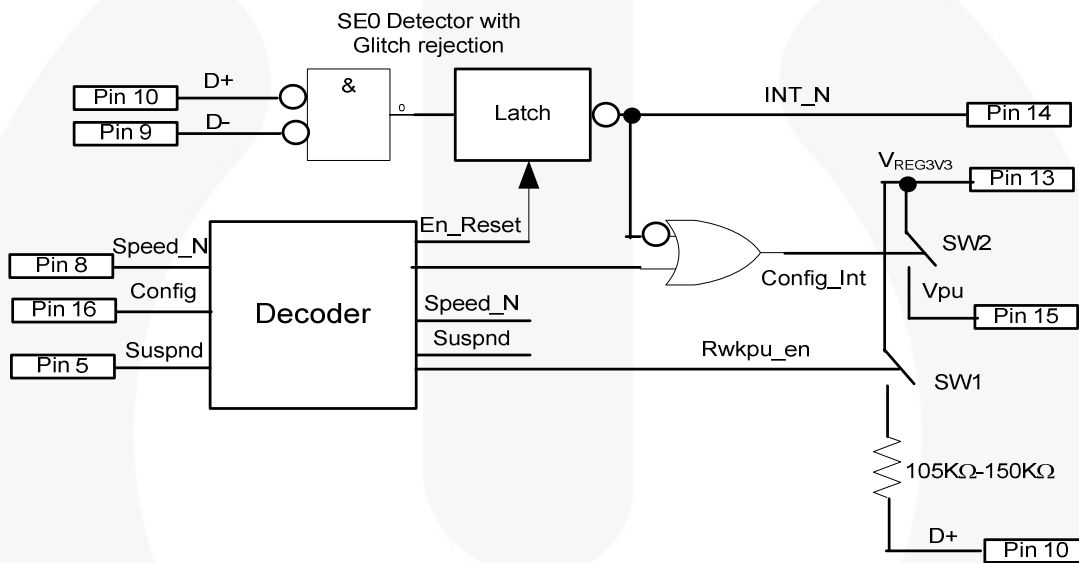 SE0 Detector with
Glitch rejection
Pin 10
D+
&
Pin 9
D-
o
Latch
INT_N
Pin 14
VREG3V3
Pin 13
En_Reset
Pin 8
Speed_N
SW2
Config_Int
Pin 16
Config
Decoder
Speed_N
Vpu
Pin 15
Pin 5
Suspnd
Suspnd
Rwkpu_en
SW1
105KΩ-150KΩ
D+
Pin 10